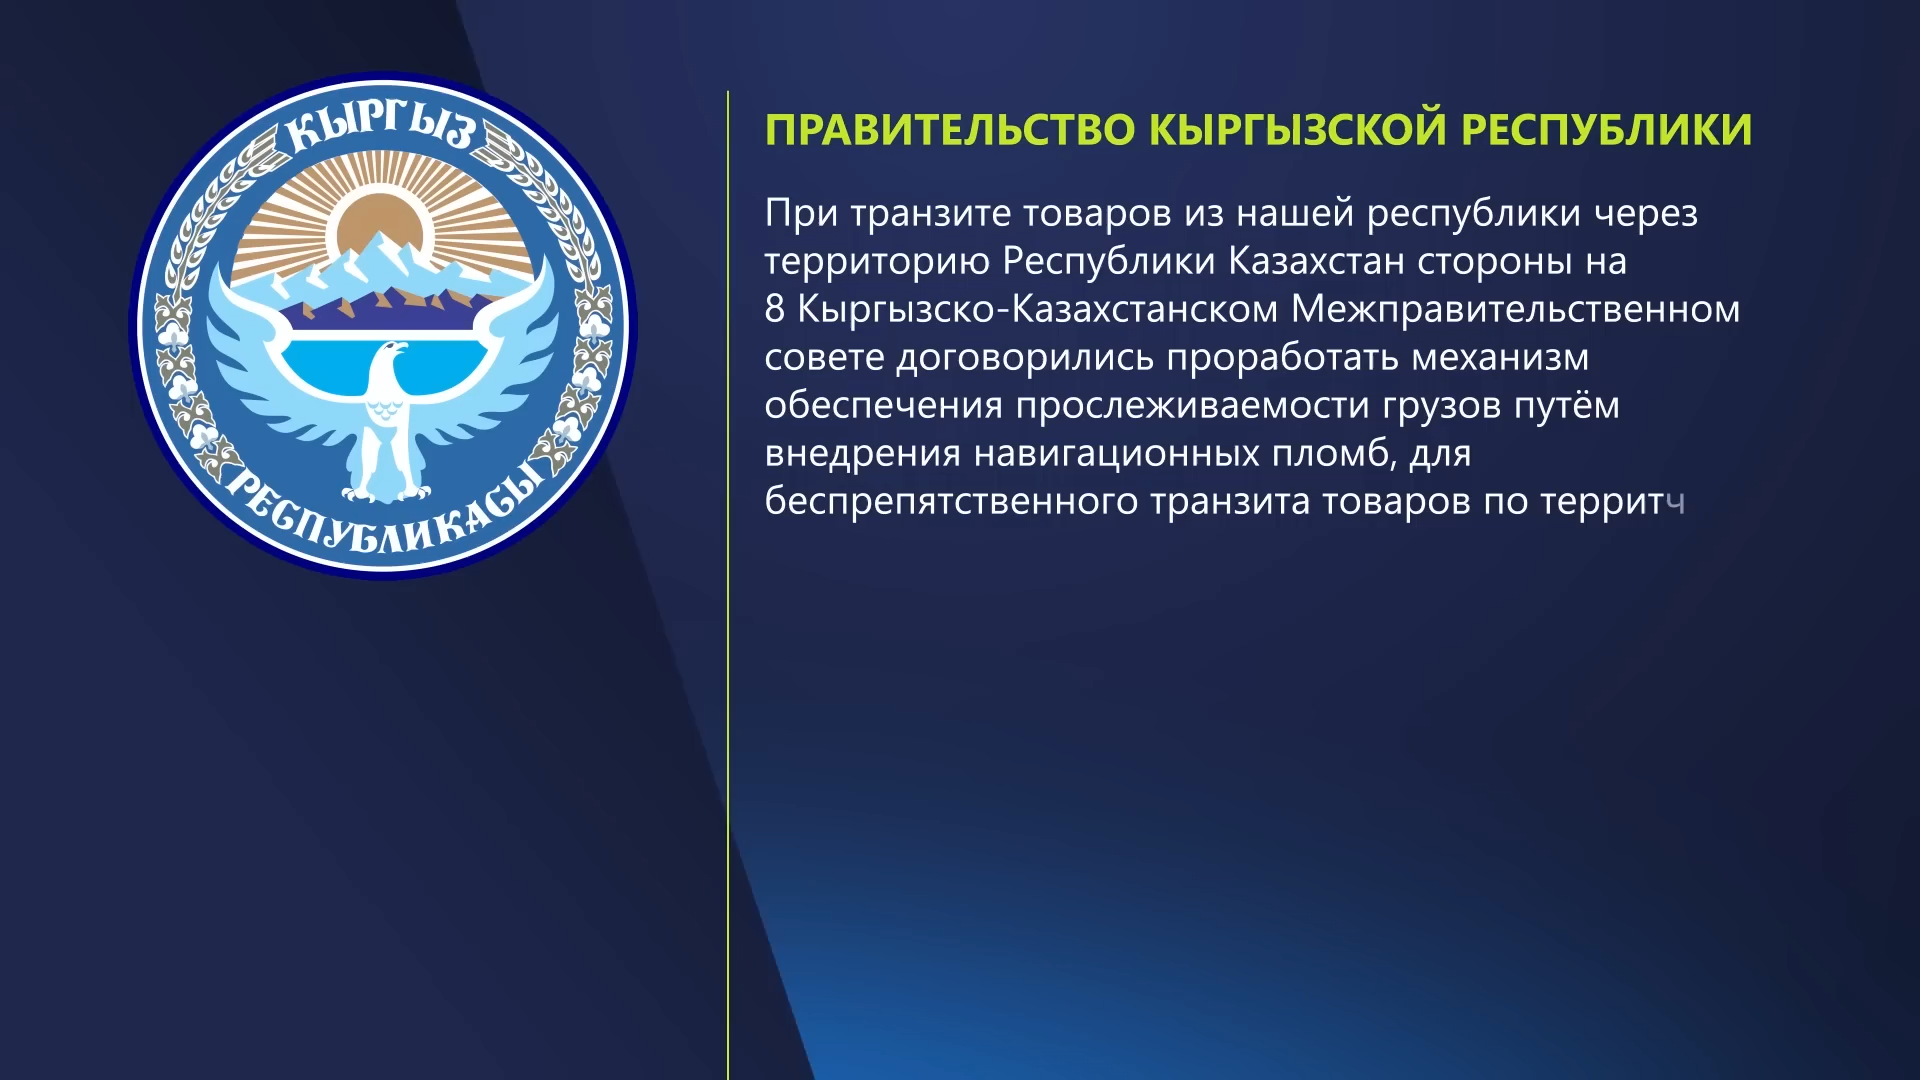 КЫРГЫЗ
РЕСПУБЛИКАСЫ
ПРАВИТЕЛЬСТВО КЫРГЫЗСКОЙ РЕСПУБЛИКИ
При транзите товаров из нашей республики через
территорию Республики Казахстан стороны на
8 Кыргызско-Казахстанском Межправительственном
совете договорились проработать механизм
обеспечения прослеживаемости грузов путём
внедрения навигационных пломб, для
беспрепятственного транзита товаров по территч